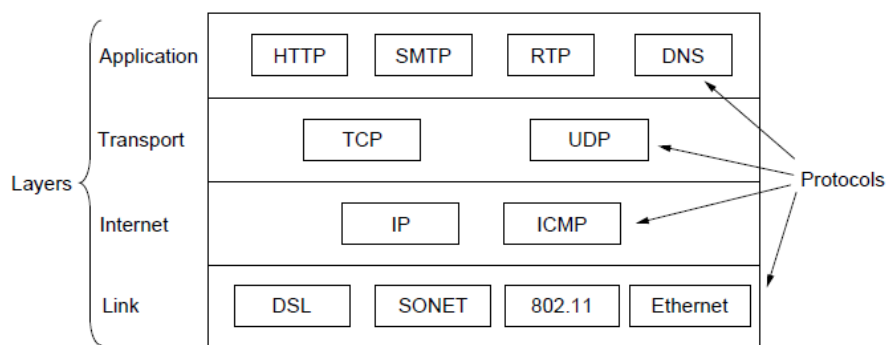 Application HTTP SMTP RTP DNS
Transport TCP UDP
Layers Protocols
Internet IP ICMP
Link DSL SONET 802.11 Ethernet